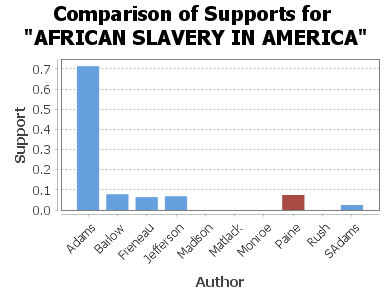 Comparison of Supports for
"AFRICAN SLAVERY IN AMERICA"
Support
0.7
0.6
0.5
0.4
0.3
0.2
0.1
0.0
Adams
Barlow
Freneau
Jefferson
Madison
Matlack
Monroe
Paine
Rush
SAdams
Author